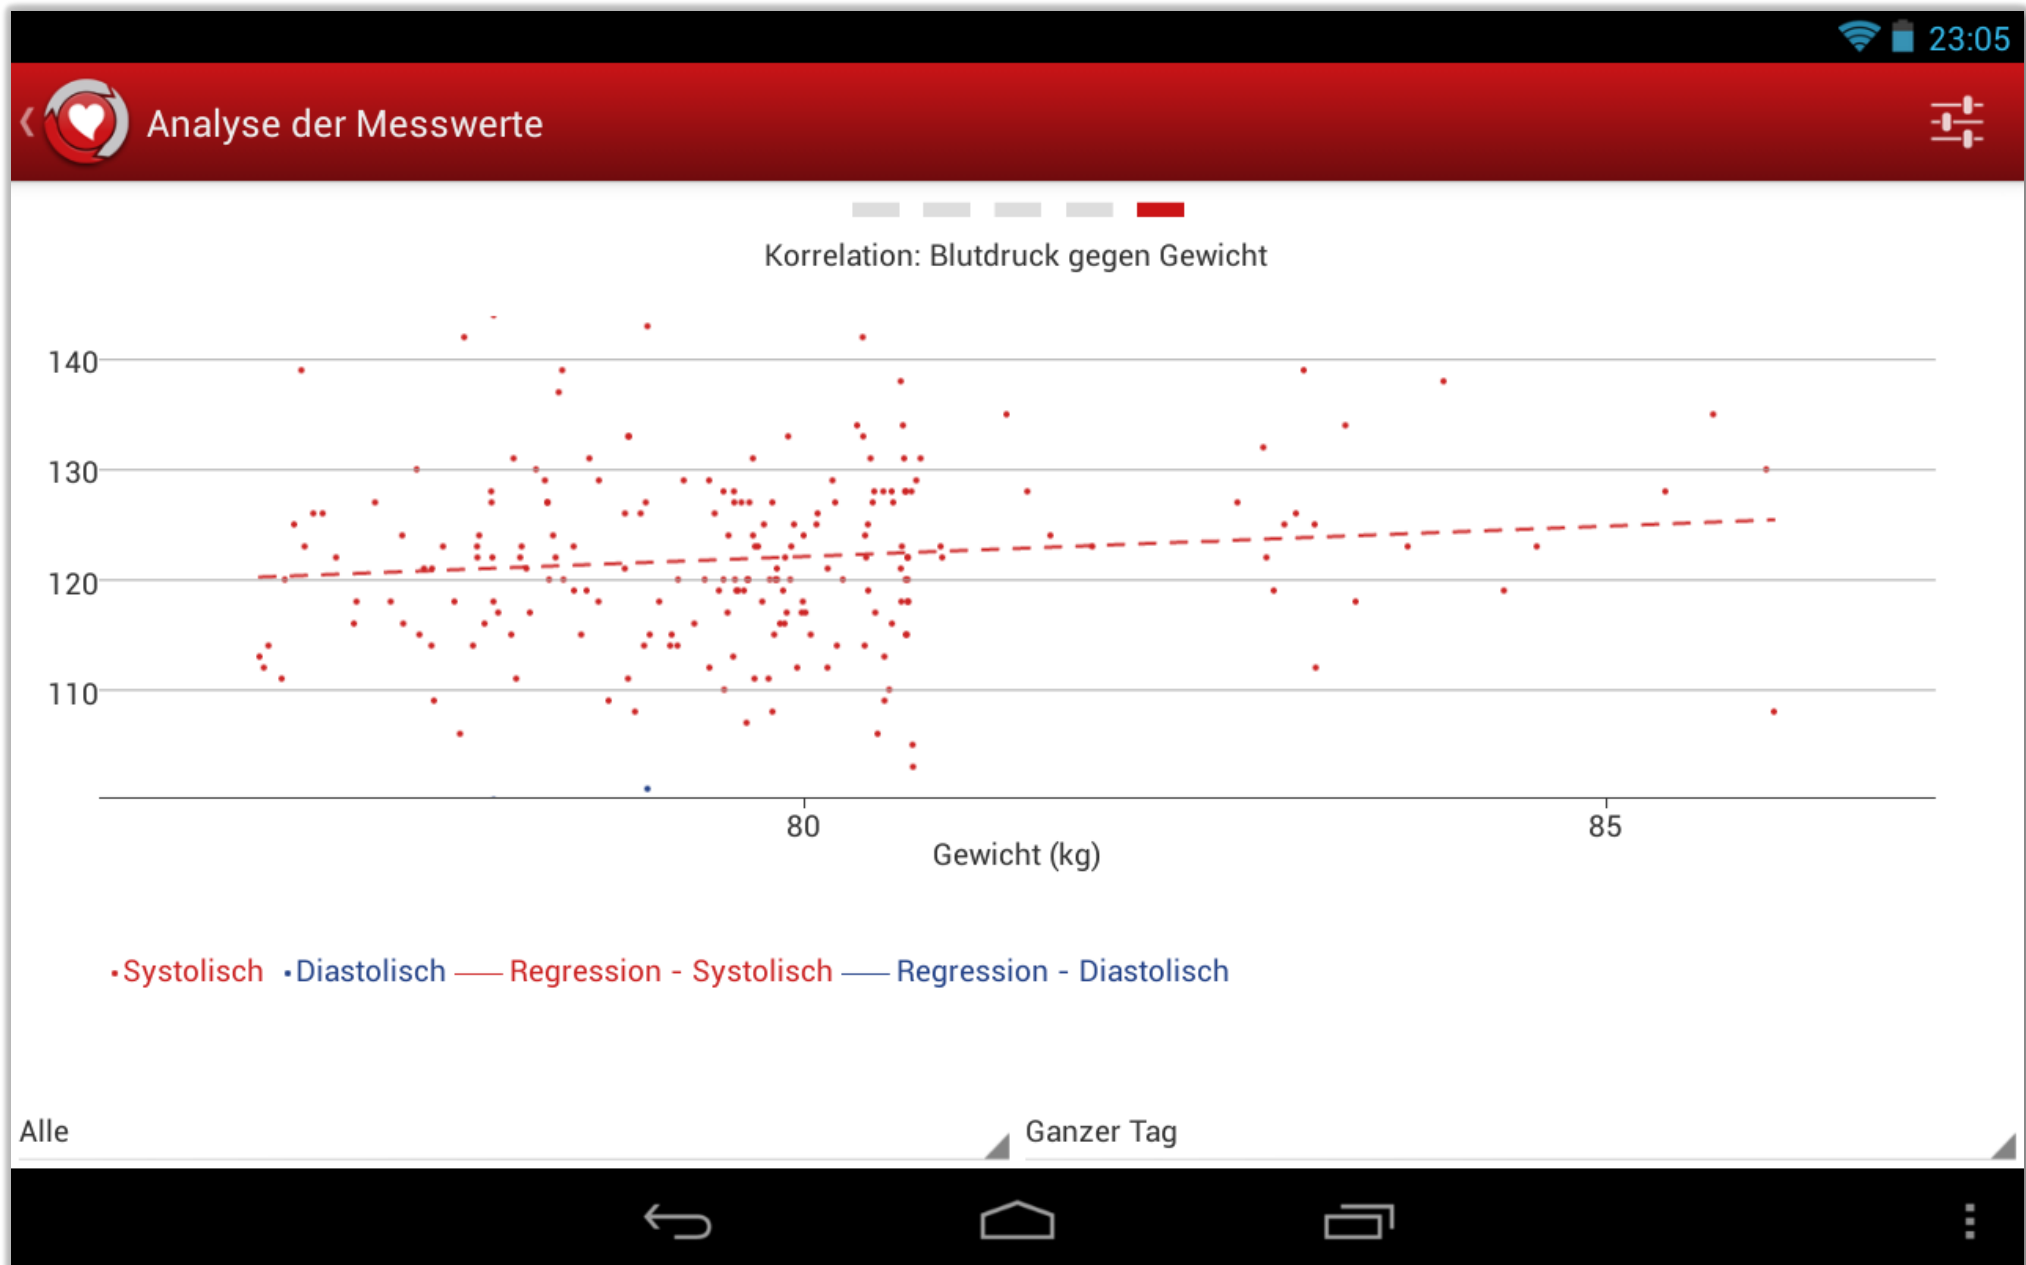 23:05
Analyse der Messwerte
Korrelation: Blutdruck gegen Gewicht
140
130
120
110
80 85
Gewicht (kg)
Systolisch Diastolisch Regression - Systolisch Regression - Diastolisch
Alle Ganzer Tag